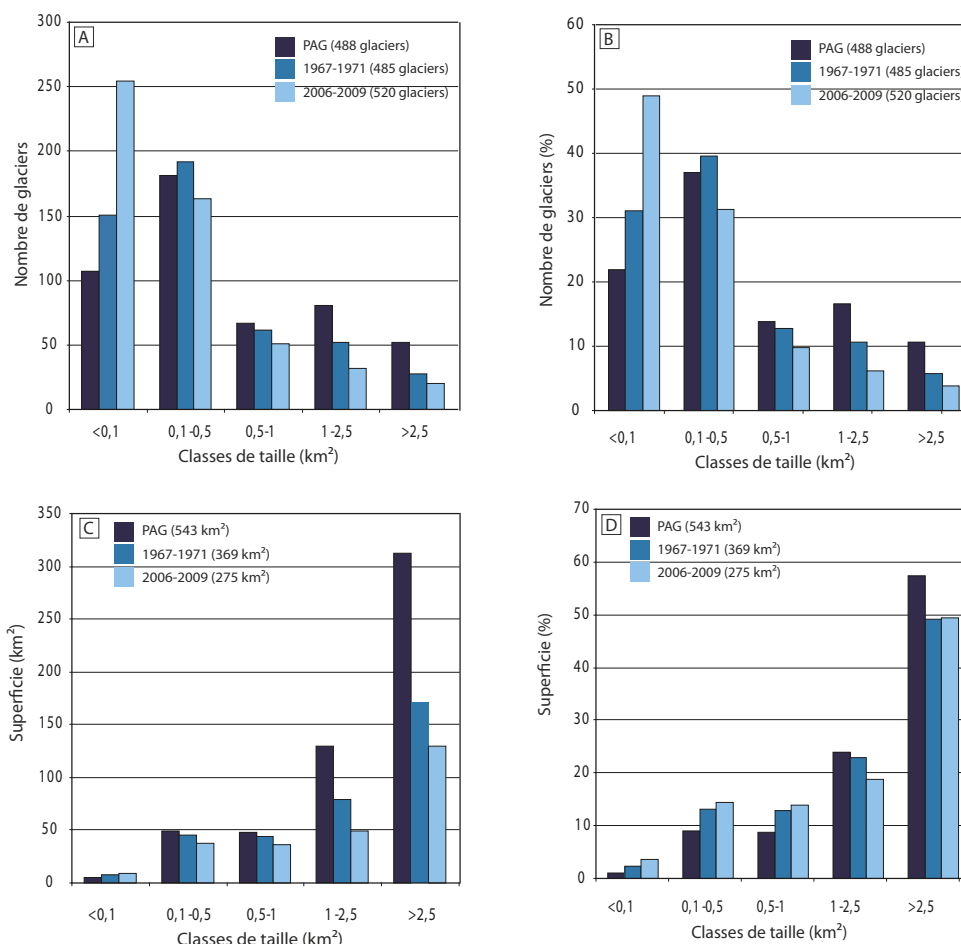 A
PAG (488 glaciers)
1967-1971 (485 glaciers)
2006-2009 (520 glaciers)
Nombre de glaciers
300
250
200
150
100
50
0
<0,1
0,1-0,5
0,5-1
1-2,5
>2,5
Classes de taille (km²)
B
PAG (488 glaciers)
1967-1971 (485 glaciers)
2006-2009 (520 glaciers)
Nombre de glaciers (%)
60
50
40
30
20
10
0
<0,1
0,1-0,5
0,5-1
1-2,5
>2,5
Classes de taille (km²)
C
PAG (543 km²)
1967-1971 (369 km²)
2006-2009 (275 km²)
Superficie (km²)
350
300
250
200
150
100
50
0
<0,1
0,1-0,5
0,5-1
1-2,5
>2,5
Classes de taille (km²)
D
PAG (543 km²)
1967-1971 (369 km²)
2006-2009 (275 km²)
Superficie (%)
70
60
50
40
30
20
10
0
<0,1
0,1-0,5
0,5-1
1-2,5
>2,5
Classes de taille (km²)